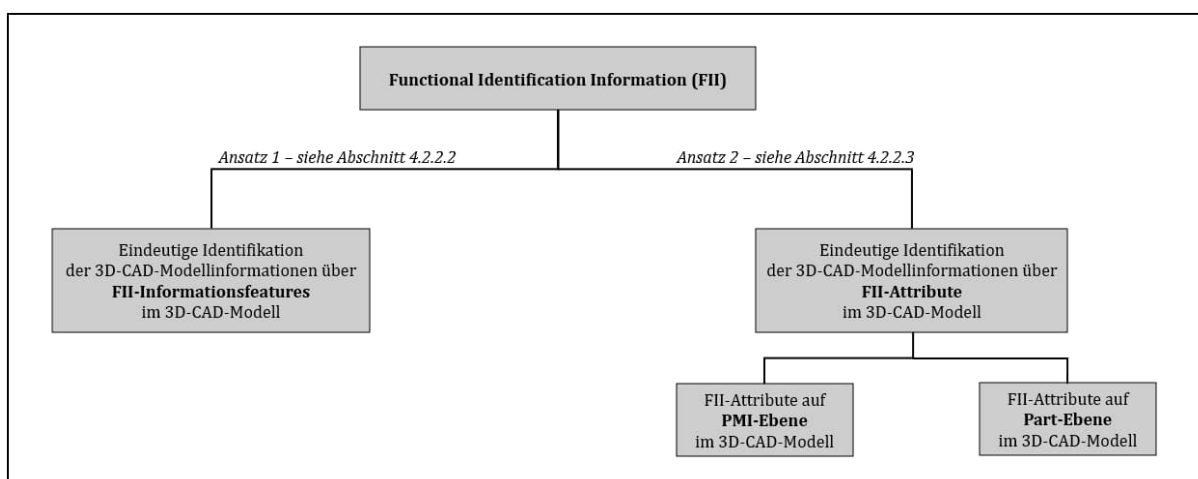 Functional Identification Information (FII)
Ansatz 1 – siehe Abschnitt 4.2.2.2
Ansatz 2 – siehe Abschnitt 4.2.2.3
Eindeutige Identifikation
der 3D-CAD-Modellinformationen über
FII-Informationsfeatures
im 3D-CAD-Modell
Eindeutige Identifikation
der 3D-CAD-Modellinformationen über
FII-Attribute
im 3D-CAD-Modell
FII-Attribute auf
PMI-Ebene
im 3D-CAD-Modell
FII-Attribute auf
Part-Ebene
im 3D-CAD-Modell